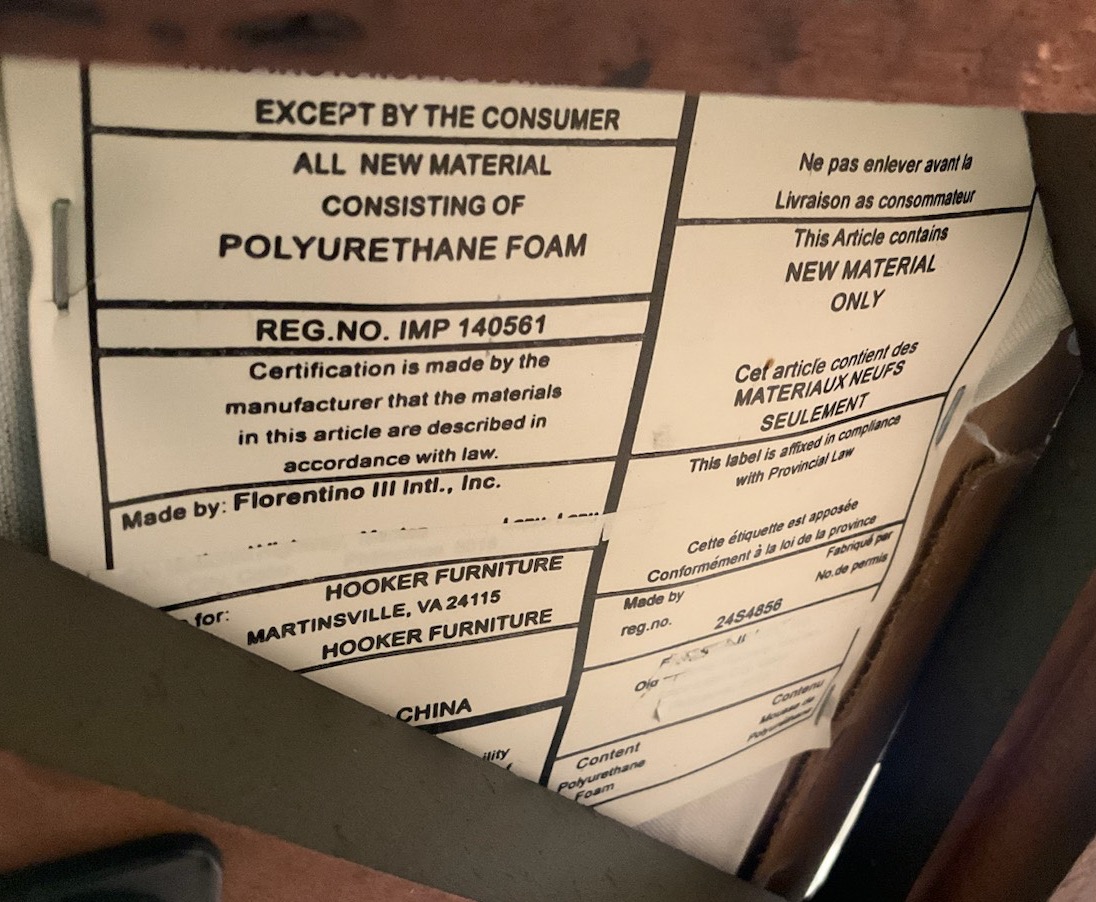 EXCEPT BY THE CONSUMER
ALL NEW MATERIAL
CONSISTING OF
POLYURETHANE FOAM
REG.NO. IMP 140561
Certification is made by the
manufacturer that the materials
in this article are described in
accordance with law.
Made by: Florentino III Intl., Inc.
for: HOOKER FURNITURE
MARTINSVILLE, VA 24115
HOOKER FURNITURE
CHINA
Ne pas enlever avant la
Livraison as consommateur
This Article contains
NEW MATERIAL
ONLY
Cet article contient des
MATERIAUX NEUFS
SEULEMENT
This label is affixed in compliance
with Provincial Law
Cette étiquette est apposée
Conformément à la loi de la province
Made by Fabriqué par
reg.no. 24S4856 No.de permis
Content Contenu
Polyurethane Mousse de
Foam Polyuréthane